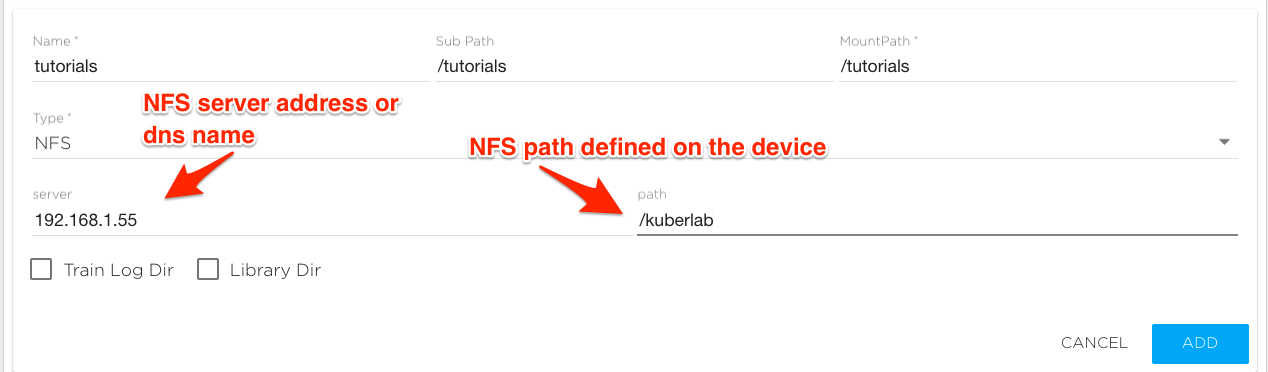 Name * Sub Path MountPath *
tutorials /tutorials /tutorials
NFS server address or
dns name
Type *
NFS
NFS path defined on the device
server path
192.168.1.55 /kuberlab
Train Log Dir Library Dir
CANCEL ADD